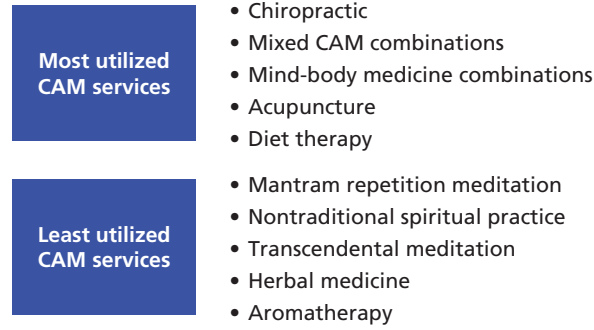 Most utilized
CAM services
• Chiropractic
• Mixed CAM combinations
• Mind-body medicine combinations
• Acupuncture
• Diet therapy
Least utilized
CAM services
• Mantram repetition meditation
• Nontraditional spiritual practice
• Transcendental meditation
• Herbal medicine
• Aromatherapy